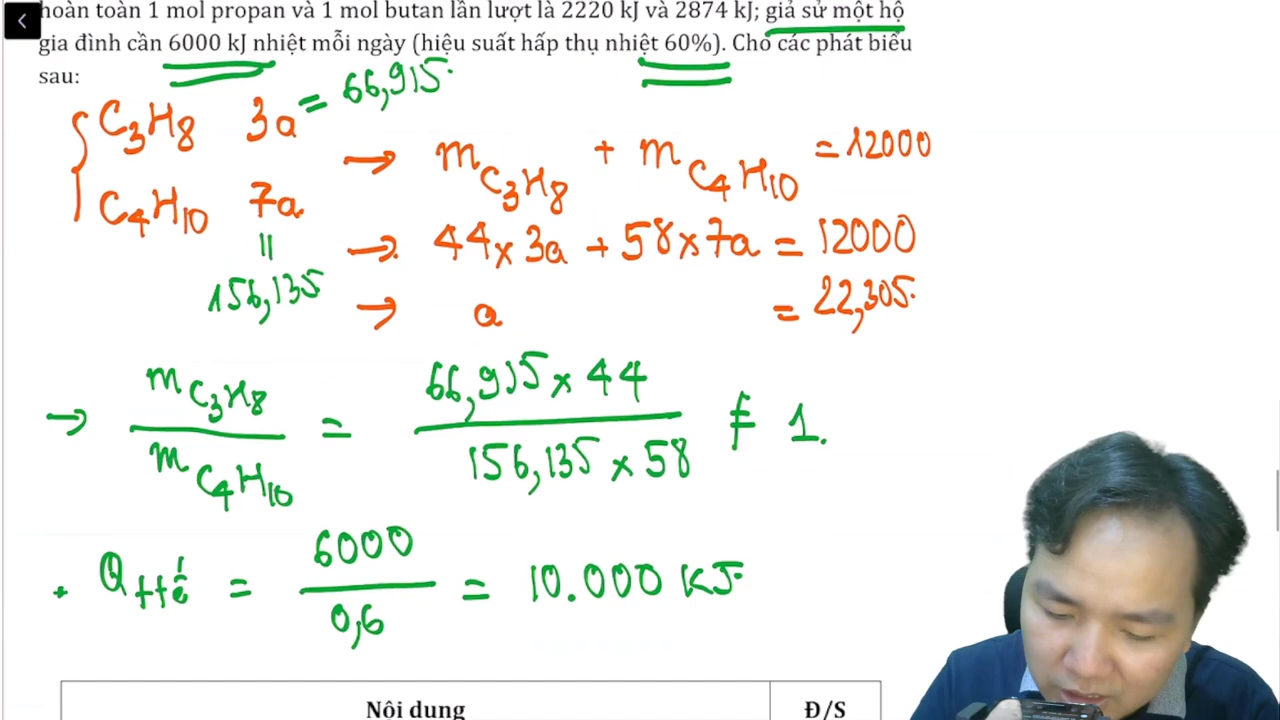 hoàn toàn 1 mol propan và 1 mol butan lần lượt là 2220 kJ và 2874 kJ; giả sử một hộ
gia đình cần 6000 kJ nhiệt mỗi ngày (hiệu suất hấp thụ nhiệt 60%). Cho các phát biểu
sau:
C3H8 3a = 66,915
→ mC3H8 + mC4H10 = 12000
C4H10 7a
→ 44 x 3a + 58 x 7a = 12000
= 156,135
→ a = 22,305
→ mC3H8 / mC4H10 = 66,915 x 44 / 156,135 x 58 ≠ 1.
+ Qttế = 6000 / 0,6 = 10.000 KJ
Nội dung Đ/S